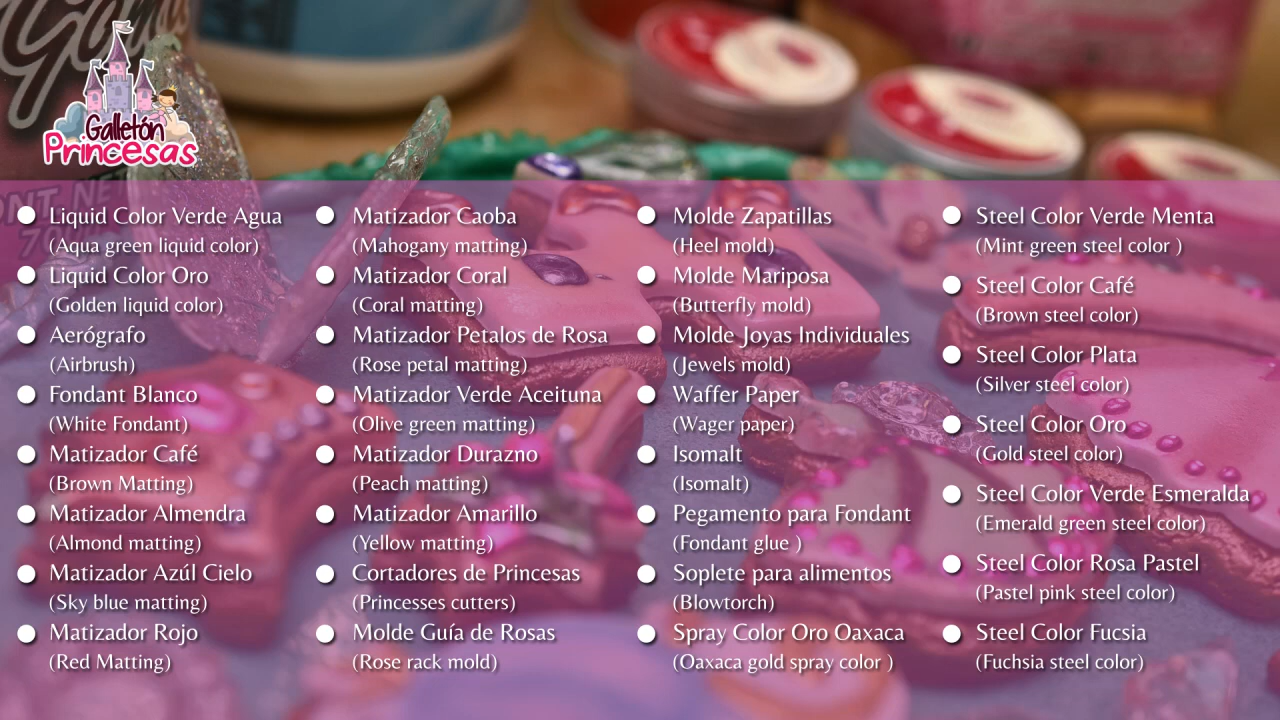 Galletón
Princesas
Liquid Color Verde Agua
(Aqua green liquid color)
Liquid Color Oro
(Golden liquid color)
Aerógrafo
(Airbrush)
Fondant Blanco
(White Fondant)
Matizador Café
(Brown Matting)
Matizador Almendra
(Almond matting)
Matizador Azúl Cielo
(Sky blue matting)
Matizador Rojo
(Red Matting)
Matizador Caoba
(Mahogany matting)
Matizador Coral
(Coral matting)
Matizador Petalos de Rosa
(Rose petal matting)
Matizador Verde Aceituna
(Olive green matting)
Matizador Durazno
(Peach matting)
Matizador Amarillo
(Yellow matting)
Cortadores de Princesas
(Princesses cutters)
Molde Guía de Rosas
(Rose rack mold)
Molde Zapatillas
(Heel mold)
Molde Mariposa
(Butterfly mold)
Molde Joyas Individuales
(Jewels mold)
Waffer Paper
(Wager paper)
Isomalt
(Isomalt)
Pegamento para Fondant
(Fondant glue )
Soplete para alimentos
(Blowtorch)
Spray Color Oro Oaxaca
(Oaxaca gold spray color )
Steel Color Verde Menta
(Mint green steel color )
Steel Color Café
(Brown steel color)
Steel Color Plata
(Silver steel color)
Steel Color Oro
(Gold steel color)
Steel Color Verde Esmeralda
(Emerald green steel color)
Steel Color Rosa Pastel
(Pastel pink steel color)
Steel Color Fucsia
(Fuchsia steel color)